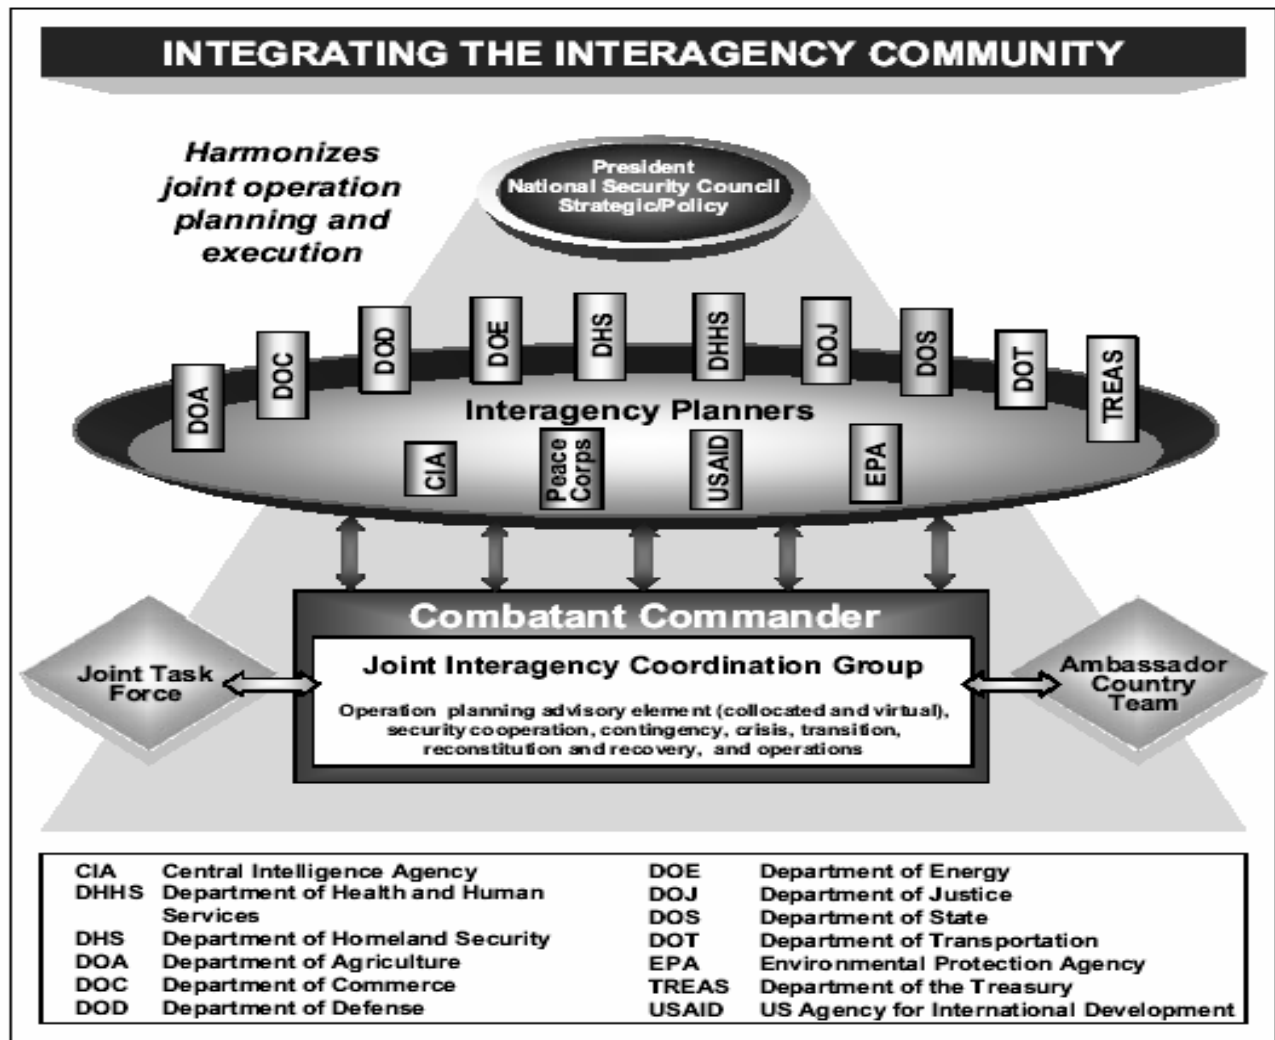 INTEGRATING THE INTERAGENCY COMMUNITY
Harmonizes
joint operation
planning and
execution
President
National Security Council
Strategic/Policy
DOA
DOC
DOD
DOE
DHS
DHHS
DOJ
DOS
DOT
TREAS
Interagency Planners
CIA
Peace
Corps
USAID
EPA
Combatant Commander
Joint Interagency Coordination Group
Operation planning advisory element (collocated and virtual),
security cooperation, contingency, crisis, transition,
reconstitution and recovery, and operations
Joint Task
Force
Ambassador
Country
Team
CIA Central Intelligence Agency
DHHS Department of Health and Human
Services
DHS Department of Homeland Security
DOA Department of Agriculture
DOC Department of Commerce
DOD Department of Defense
DOE Department of Energy
DOJ Department of Justice
DOS Department of State
DOT Department of Transportation
EPA Environmental Protection Agency
TREAS Department of the Treasury
USAID US Agency for International Development